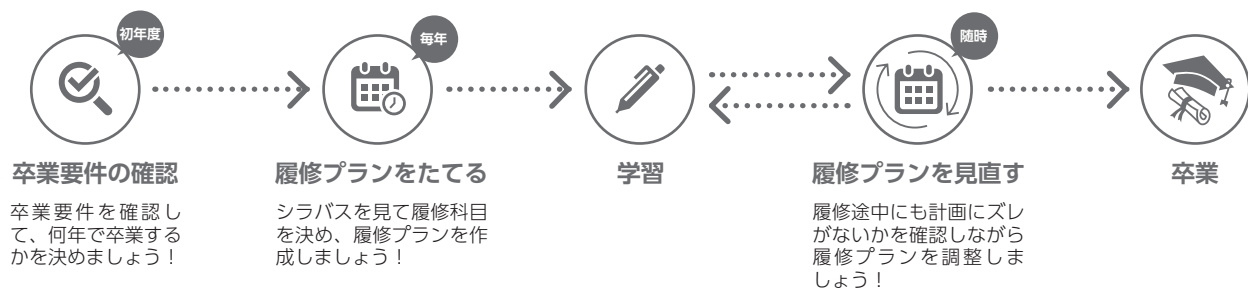 初年度
毎年
随時
卒業要件の確認
卒業要件を確認し
て、何年で卒業する
かを決めましょう！
履修プランをたてる
シラバスを見て履修科目
を決め、履修プランを作
成しましょう！
学習
履修プランを見直す
履修途中にも計画にズレ
がないかを確認しながら
履修プランを調整しま
しょう！
卒業